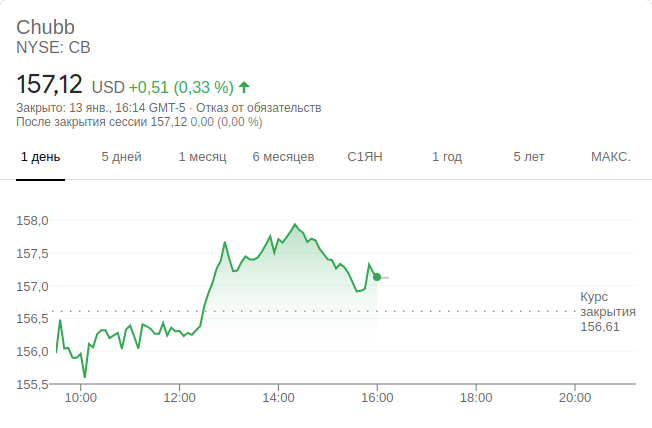 Chubb
NYSE: CB
157,12 USD +0,51 (0,33 %)
Закрыто: 13 янв., 16:14 GMT-5 · Отказ от обязательств
После закрытия сессии 157,12 0,00 (0,00 %)
1 день 5 дней 1 месяц 6 месяцев С1ЯН 1 год 5 лет МАКС.
158,0
157,5
157,0
156,5
156,0
155,5
Курс
закрытия
156,61
10:00 12:00 14:00 16:00 18:00 20:00